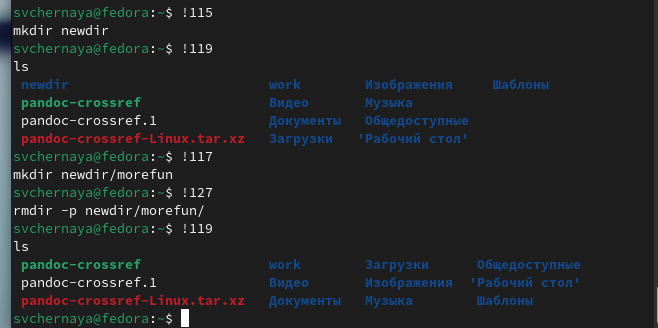 svchernaya@fedora:~$ !115
mkdir newdir
svchernaya@fedora:~$ !119
ls
newdir work Изображения Шаблоны
pandoc-crossref Видео Музыка
pandoc-crossref.1 Документы Общедоступные
pandoc-crossref-Linux.tar.xz Загрузки 'Рабочий стол'
svchernaya@fedora:~$ !117
mkdir newdir/morefun
svchernaya@fedora:~$ !127
rmdir -p newdir/morefun/
svchernaya@fedora:~$ !119
ls
pandoc-crossref work Загрузки Общедоступные
pandoc-crossref.1 Видео Изображения 'Рабочий стол'
pandoc-crossref-Linux.tar.xz Документы Музыка Шаблоны
svchernaya@fedora:~$